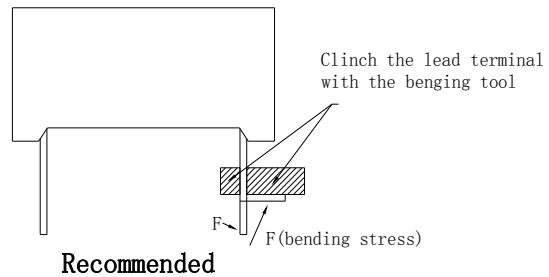 Clinch the lead terminal
with the benging tool
F
F(bending stress)
Recommended